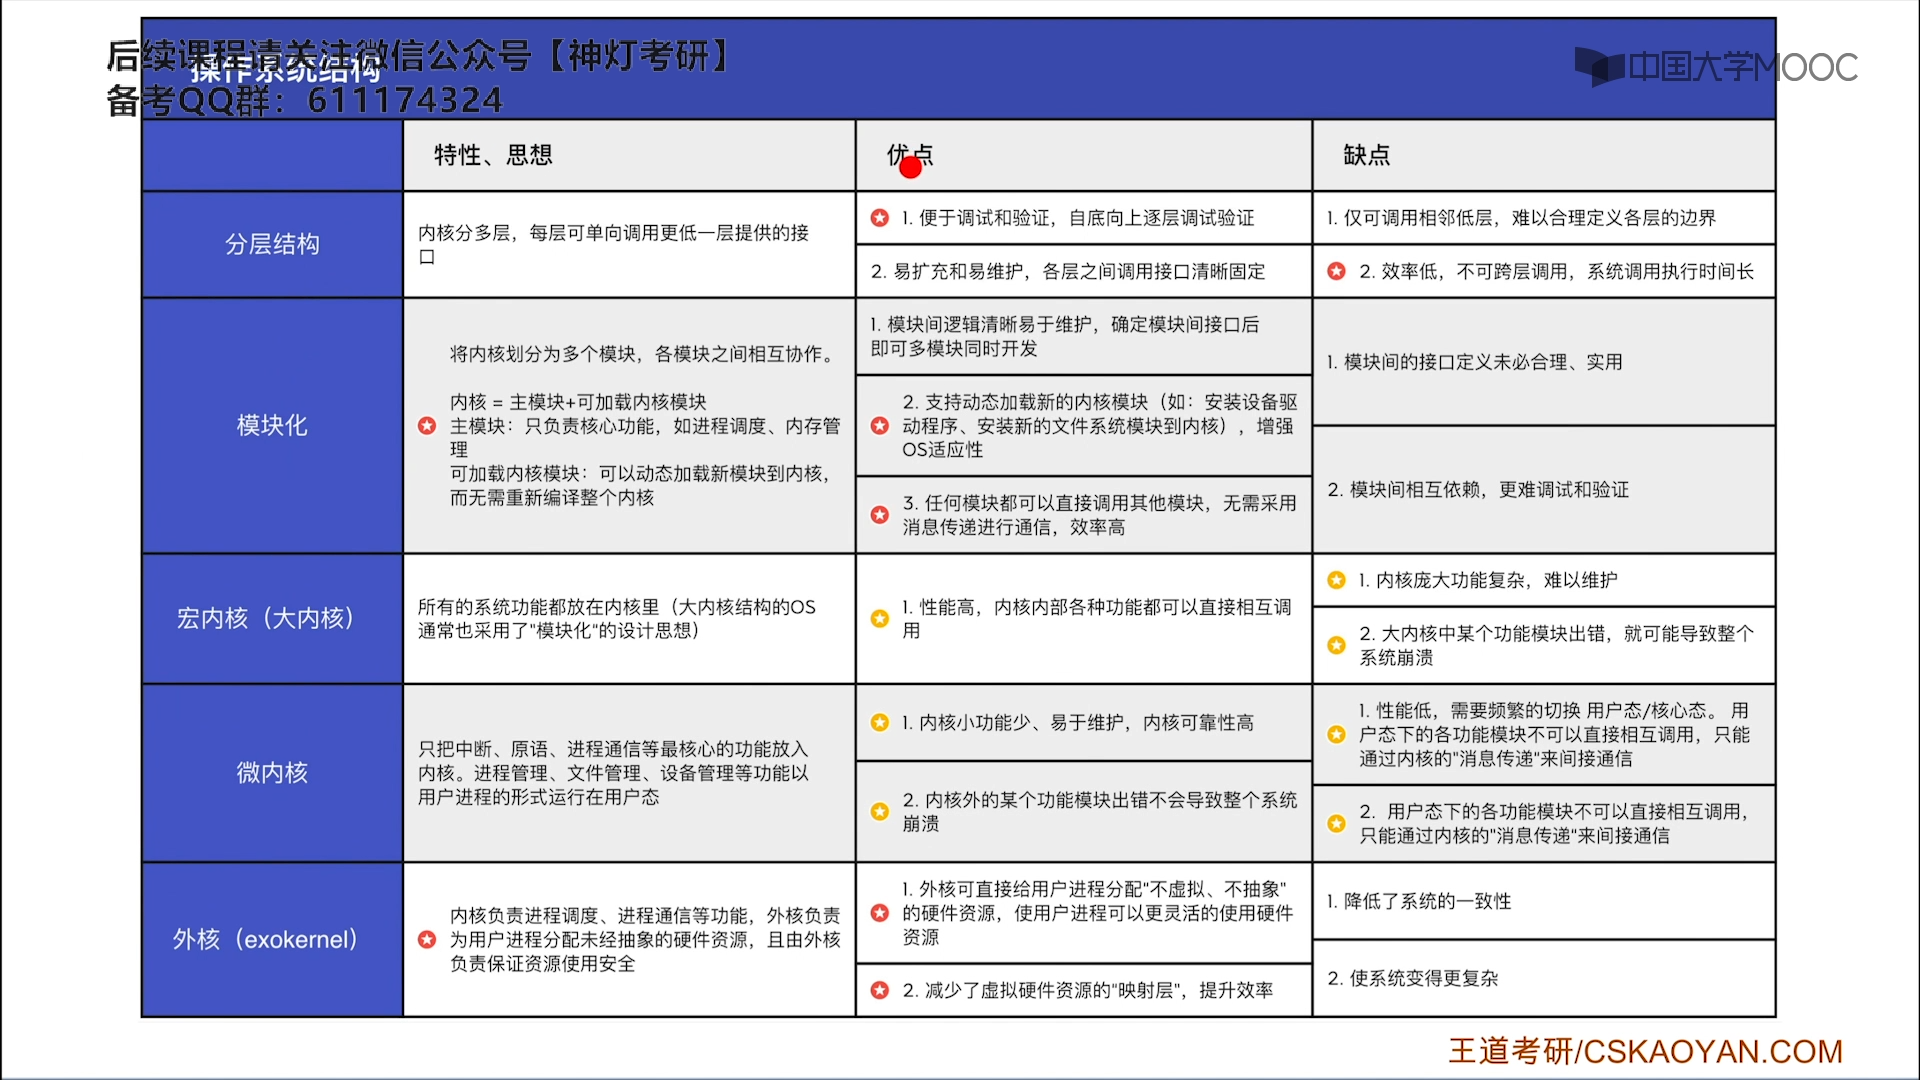 后续课程请关注微信公众号【神灯考研】
操作系统结构
备考QQ群：611174324
中国大学MOOC
特性、思想
优点
缺点
分层结构
内核分多层，每层可单向调用更低一层提供的接
口
1. 便于调试和验证，自底向上逐层调试验证
2. 易扩充和易维护，各层之间调用接口清晰固定
1. 仅可调用相邻低层，难以合理定义各层的边界
2. 效率低，不可跨层调用，系统调用执行时间长
模块化
将内核划分为多个模块，各模块之间相互协作。
内核 = 主模块+可加载内核模块
主模块：只负责核心功能，如进程调度、内存管
理
可加载内核模块：可以动态加载新模块到内核，
而无需重新编译整个内核
1. 模块间逻辑清晰易于维护，确定模块间接口后
即可多模块同时开发
2. 支持动态加载新的内核模块（如：安装设备驱
动程序、安装新的文件系统模块到内核），增强
OS适应性
3. 任何模块都可以直接调用其他模块，无需采用
消息传递进行通信，效率高
1. 模块间的接口定义未必合理、实用
2. 模块间相互依赖，更难调试和验证
宏内核（大内核）
所有的系统功能都放在内核里（大内核结构的OS
通常也采用了"模块化"的设计思想）
1. 性能高，内核内部各种功能都可以直接相互调
用
1. 内核庞大功能复杂，难以维护
2. 大内核中某个功能模块出错，就可能导致整个
系统崩溃
微内核
只把中断、原语、进程通信等最核心的功能放入
内核。进程管理、文件管理、设备管理等功能以
用户进程的形式运行在用户态
1. 内核小功能少、易于维护，内核可靠性高
2. 内核外的某个功能模块出错不会导致整个系统
崩溃
1. 性能低，需要频繁的切换 用户态/核心态。 用
户态下的各功能模块不可以直接相互调用，只能
通过内核的"消息传递"来间接通信
2. 用户态下的各功能模块不可以直接相互调用，
只能通过内核的"消息传递"来间接通信
外核（exokernel）
内核负责进程调度、进程通信等功能，外核负责
为用户进程分配未经抽象的硬件资源，且由外核
负责保证资源使用安全
1. 外核可直接给用户进程分配"不虚拟、不抽象"
的硬件资源，使用户进程可以更灵活的使用硬件
资源
2. 减少了虚拟硬件资源的"映射层"，提升效率
1. 降低了系统的一致性
2. 使系统变得更复杂
王道考研/CSKAOYAN.COM